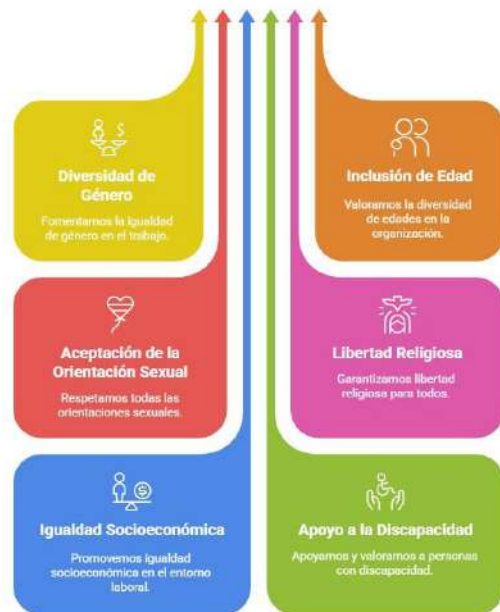 Diversidad de
Género
Fomentamos la igualdad
de género en el trabajo.
Inclusión de Edad
Valoramos la diversidad
de edades en la
organización.
Aceptación de la
Orientación Sexual
Respetamos todas las
orientaciones sexuales.
Libertad Religiosa
Garantizamos libertad
religiosa para todos.
Igualdad Socioeconómica
Promovemos igualdad
socioeconómica en el entorno
laboral.
Apoyo a la Discapacidad
Apoyamos y valoramos a personas
con discapacidad.